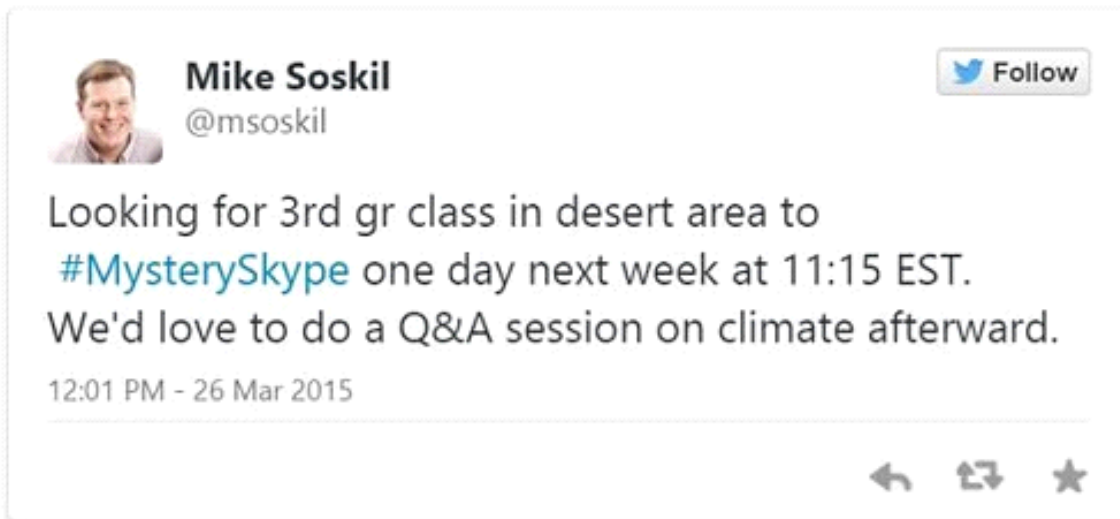 Mike Soskil
@msoskil
Follow
Looking for 3rd gr class in desert area to
#MysterySkype one day next week at 11:15 EST.
We'd love to do a Q&A session on climate afterward.
12:01 PM - 26 Mar 2015